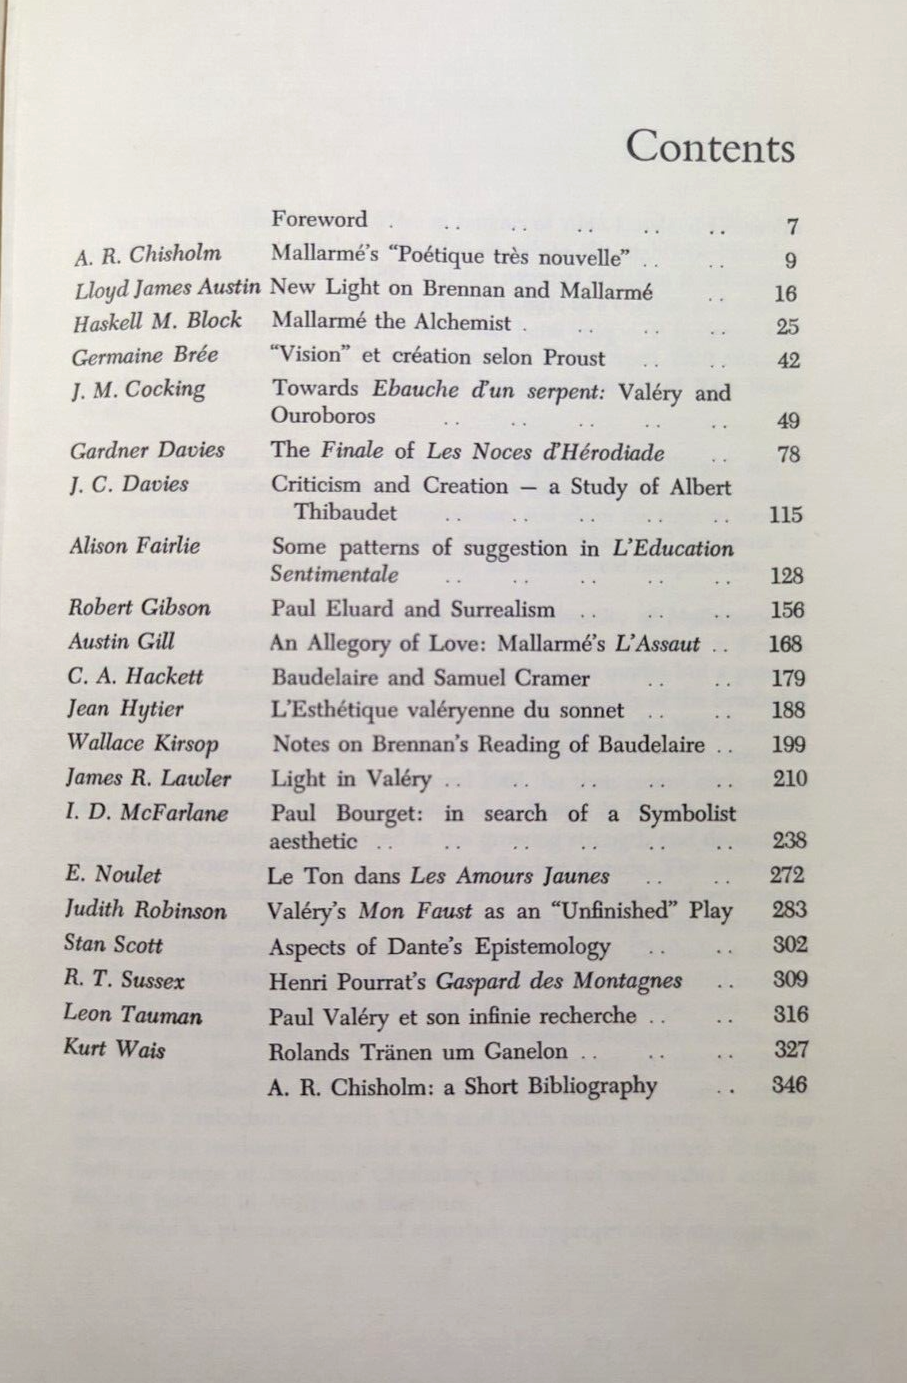 Contents
Foreword . .. .. .. .. .. 7
A. R. Chisholm Mallarmé's “Poétique très nouvelle” .. .. 9
Lloyd James Austin New Light on Brennan and Mallarmé .. 16
Haskell M. Block Mallarmé the Alchemist . .. .. .. 25
Germaine Brée “Vision” et création selon Proust .. .. 42
J. M. Cocking Towards Ebauche d'un serpent: Valéry and
Ouroboros .. .. .. .. .. 49
Gardner Davies The Finale of Les Noces d'Hérodiade .. 78
J. C. Davies Criticism and Creation — a Study of Albert
Thibaudet .. .. .. .. .. 115
Alison Fairlie Some patterns of suggestion in L'Education
Sentimentale .. .. .. .. .. 128
Robert Gibson Paul Eluard and Surrealism .. .. .. 156
Austin Gill An Allegory of Love: Mallarmé's L'Assaut .. 168
C. A. Hackett Baudelaire and Samuel Cramer .. .. 179
Jean Hytier L'Esthétique valéryenne du sonnet .. .. 188
Wallace Kirsop Notes on Brennan's Reading of Baudelaire .. 199
James R. Lawler Light in Valéry .. .. .. .. .. 210
I. D. McFarlane Paul Bourget: in search of a Symbolist
aesthetic .. .. .. .. .. .. 238
E. Noulet Le Ton dans Les Amours Jaunes .. .. 272
Judith Robinson Valéry's Mon Faust as an “Unfinished” Play 283
Stan Scott Aspects of Dante's Epistemology .. .. 302
R. T. Sussex Henri Pourrat's Gaspard des Montagnes .. 309
Leon Tauman Paul Valéry et son infinie recherche .. .. 316
Kurt Wais Rolands Tränen um Ganelon .. .. .. 327
A. R. Chisholm: a Short Bibliography .. 346